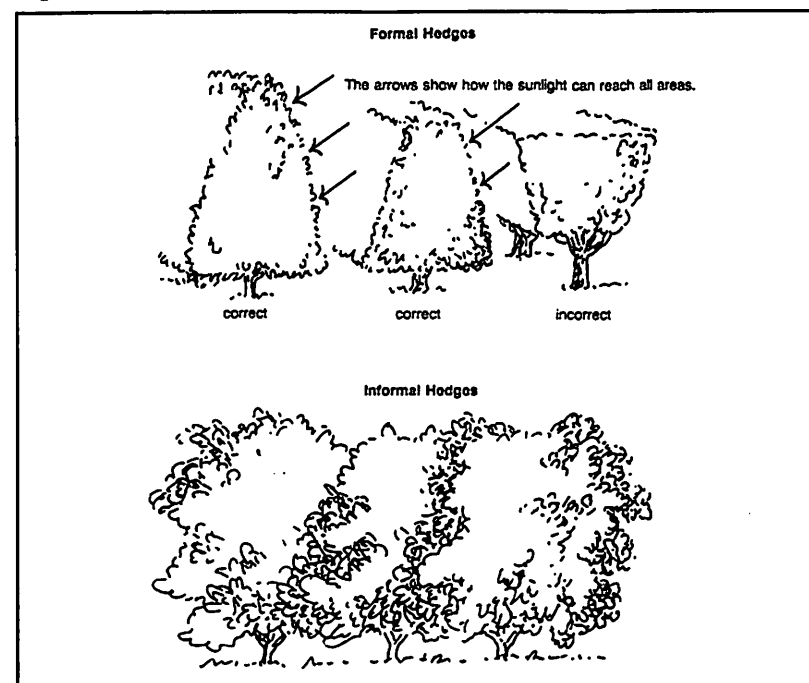 Formal Hedges
The arrows show how the sunlight can reach all areas.
correct correct incorrect
Informal Hedges